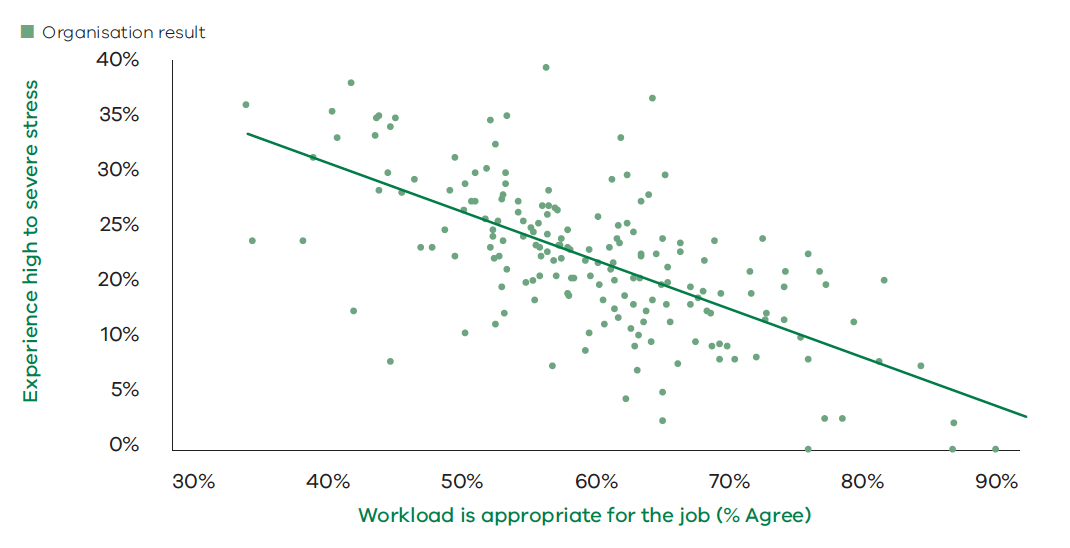 Organisation result
40%
35%
30%
25%
20%
10%
5%
0%
Experience high to severe stress
30% 40% 50% 60% 70% 80% 90%
Workload is appropriate for the job (% Agree)